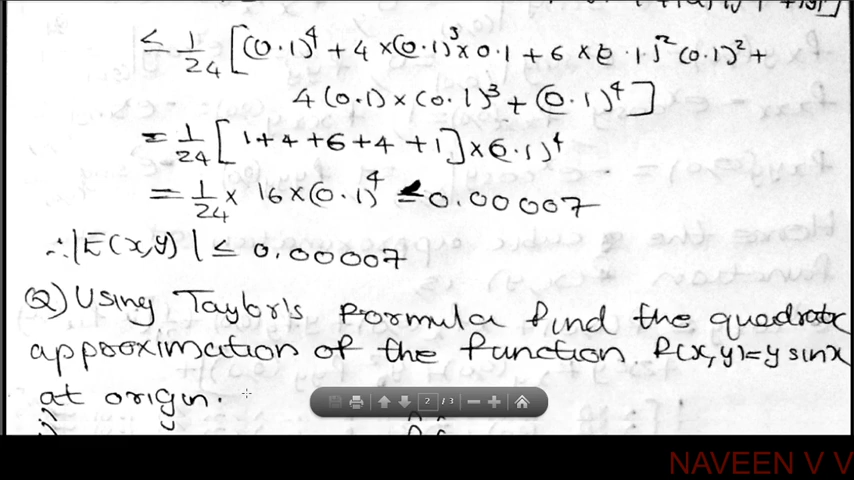 ≤ 1/24 [(0.1)^4 + 4 × (0.1)^3 × 0.1 + 6 × (0.1)^2 (0.1)^2 +
4 (0.1) × (0.1)^3 + (0.1)^4]
= 1/24 [1+4+6+4+1] × (0.1)^4
= 1/24 × 16 × (0.1)^4 ≤ 0.00007
∴ |E(x,y)| ≤ 0.00007
Q) Using Taylor's Formula find the quadratic
approximation of the function f(x,y)=y sinx
at origin.
2 / 3
NAVEEN V V